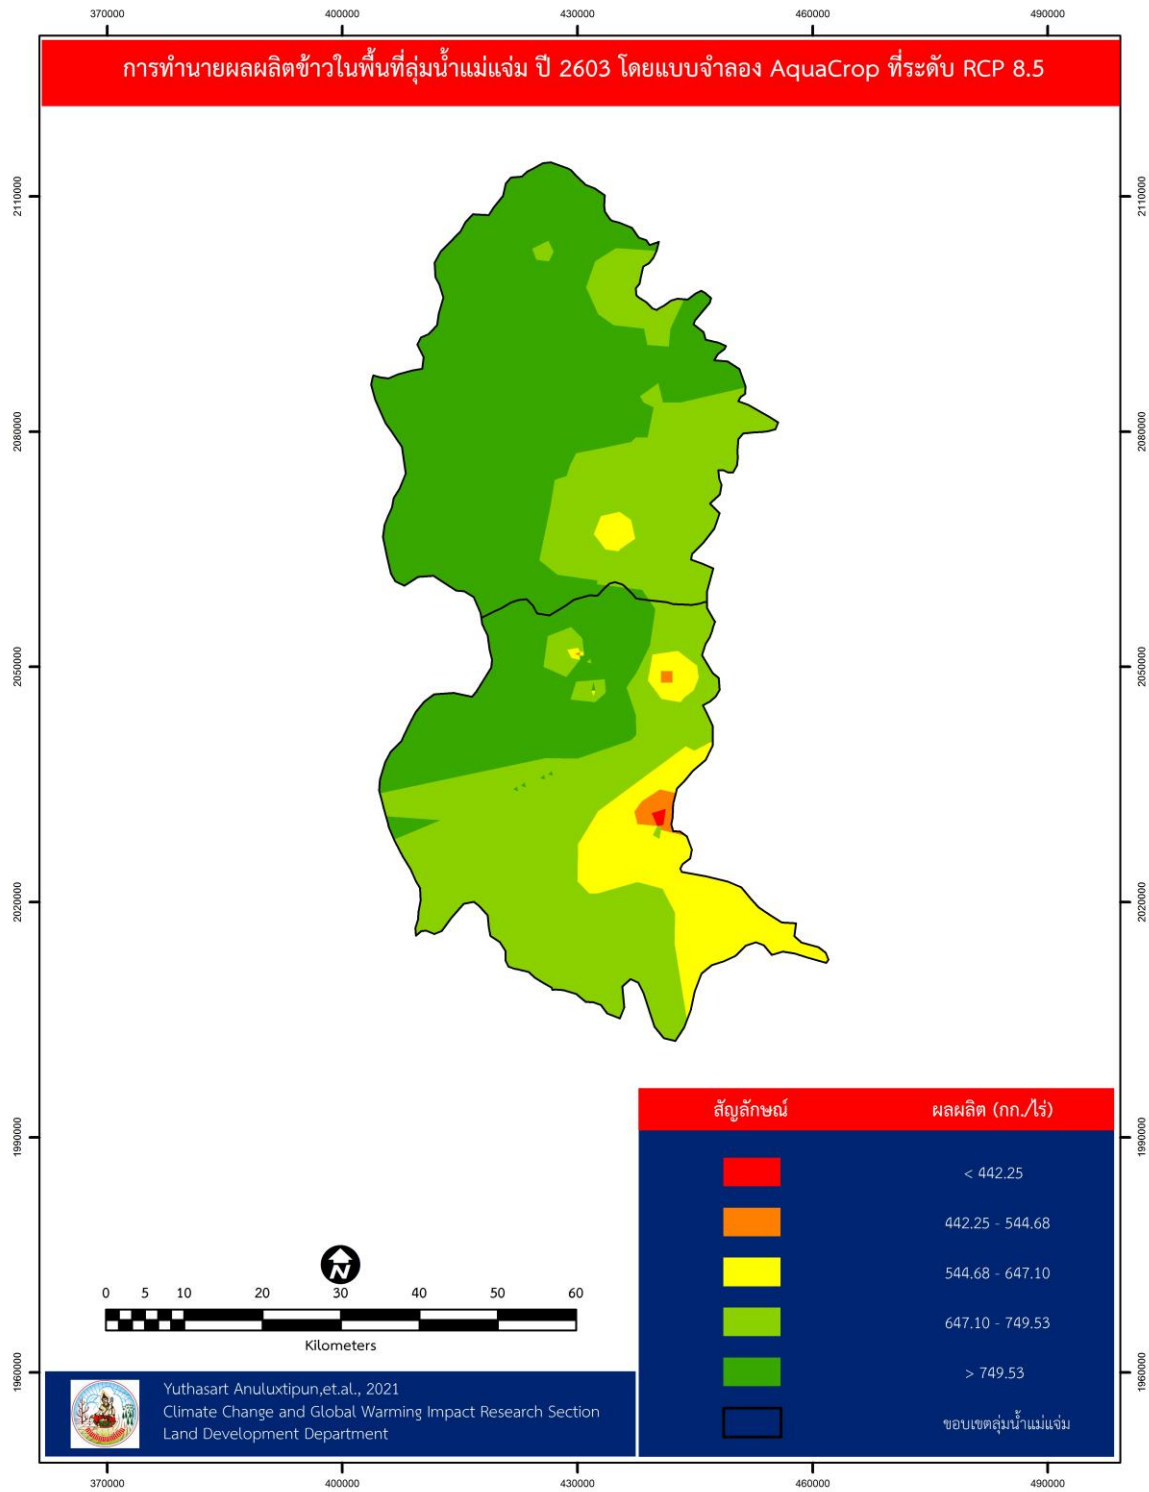 370000 400000 430000 460000 490000
การทำนายผลผลิตข้าวในพื้นที่ลุ่มน้ำแม่แจ่ม ปี 2603 โดยแบบจำลอง AquaCrop ที่ระดับ RCP 8.5
2110000 2110000
2080000 2080000
2050000 2050000
2020000 2020000
1990000 1990000
1960000 1960000
สัญลักษณ์ ผลผลิต (กก./ไร่)
< 442.25
442.25 - 544.68
544.68 - 647.10
647.10 - 749.53
> 749.53
ขอบเขตลุ่มน้ำแม่แจ่ม
N
0 5 10 20 30 40 50 60
Kilometers
Yuthasart Anuluxtipun,et.al., 2021
Climate Change and Global Warming Impact Research Section
Land Development Department
370000 400000 430000 460000 490000